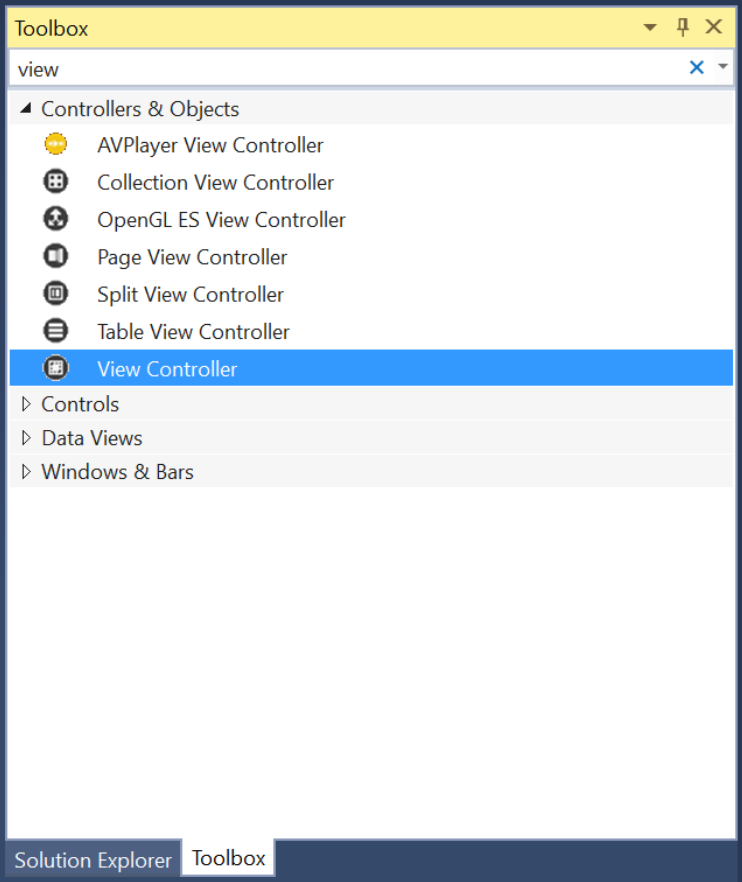 Toolbox
view
Controllers & Objects
AVPlayer View Controller
Collection View Controller
OpenGL ES View Controller
Page View Controller
Split View Controller
Table View Controller
View Controller
Controls
Data Views
Windows & Bars
Solution Explorer
Toolbox